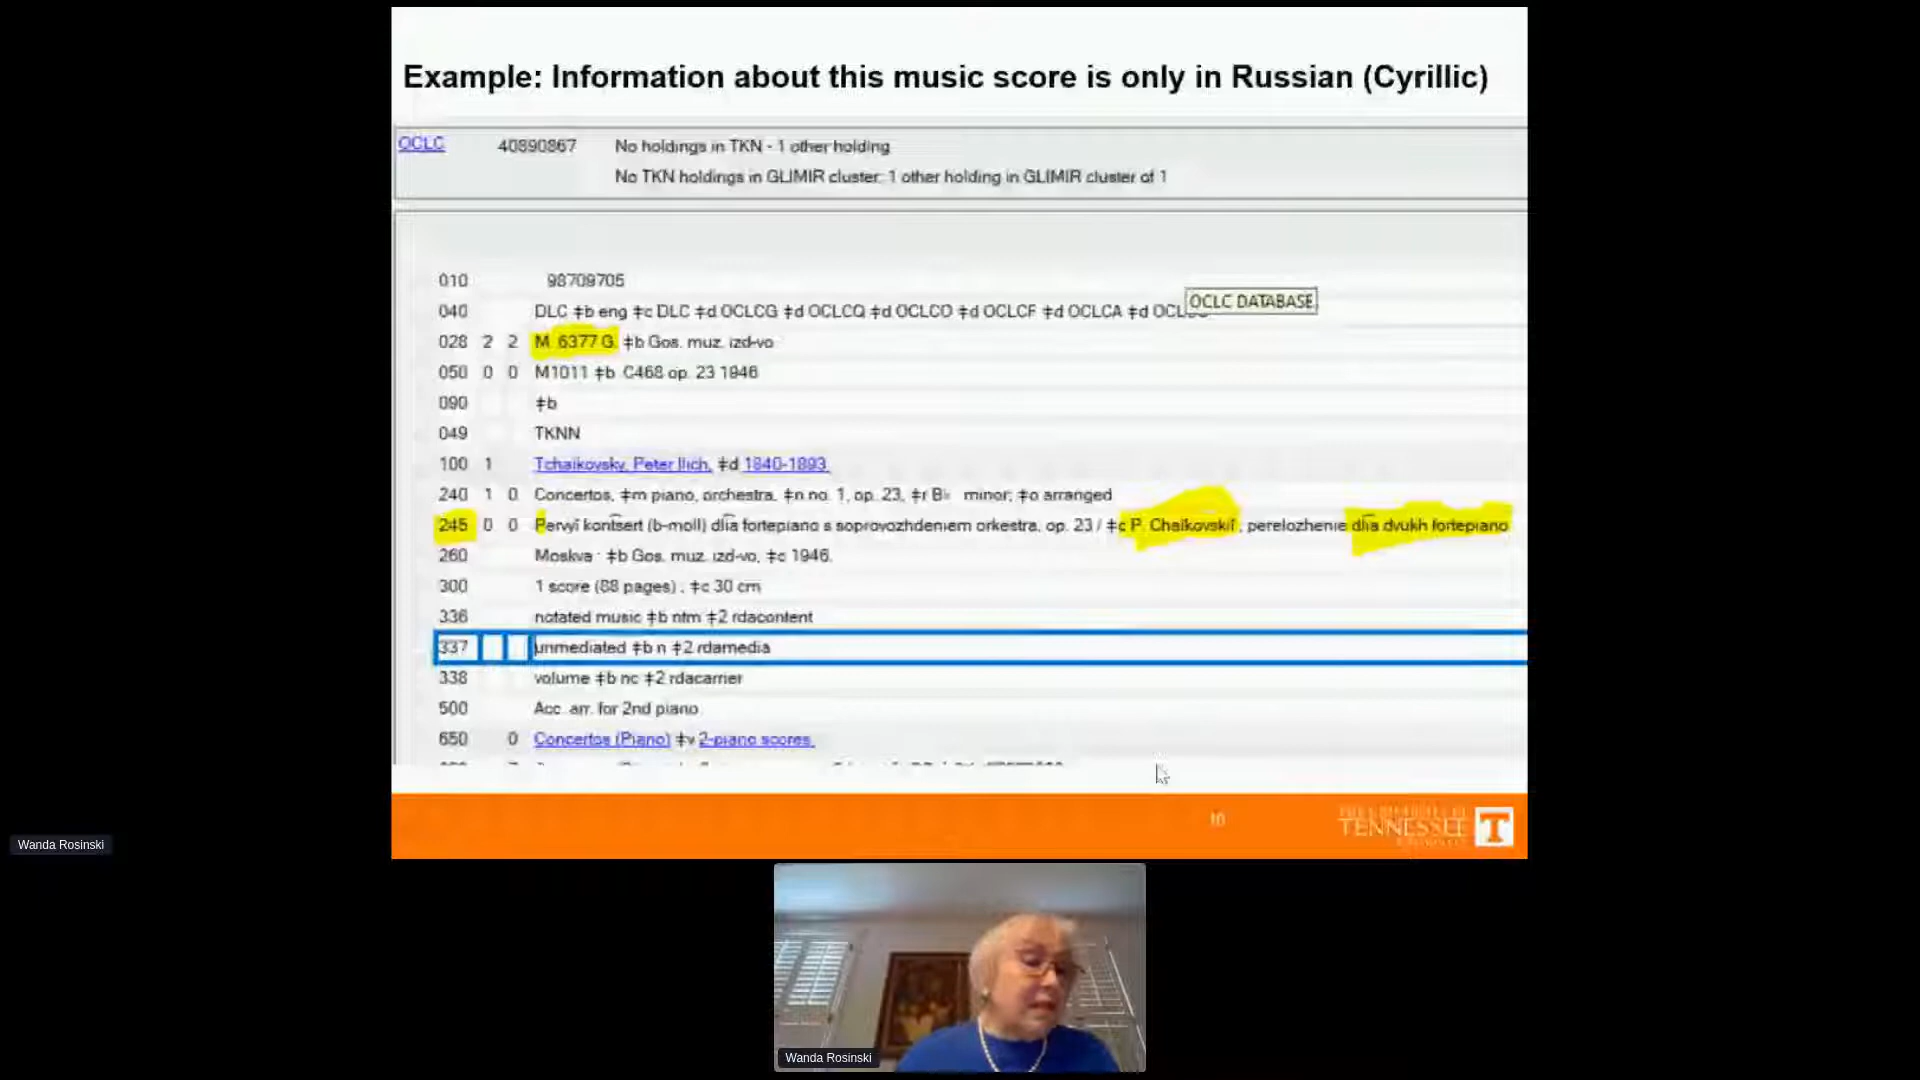 Example: Information about this music score is only in Russian (Cyrillic)
OCLC 40890867 No holdings in TKN - 1 other holding
No TKN holdings in GLIMIR cluster: 1 other holding in GLIMIR cluster of 1
010 98709705
OCLC DATABASE
040 DLC ‡b eng ‡c DLC ‡d OCLCG ‡d OCLCQ ‡d OCLCO ‡d OCLCF ‡d OCLCA ‡d
028 2 2 M. 6377 G. ‡b Gos. muz. izd-vo
050 0 0 M1011 ‡b .C468 op. 23 1946
090 ‡b
049 TKNN
100 1 Tchaikovsky, Peter Ilich, ‡d 1840-1893.
240 1 0 Concertos, ‡m piano, orchestra, ‡n no. 1, op. 23, ‡r B♭ minor; ‡o arranged
245 0 0 Pervyĭ kont͡sert (b-moll) dli͡a fortepiano s soprovozhdeniem orkestra, op. 23 / ‡c P. Chaĭkovskiĭ ; perelozhenie dli͡a dvukh fortepiano
260 Moskva : ‡b Gos. muz. izd-vo, ‡c 1946.
300 1 score (88 pages) ; ‡c 30 cm
336 notated music ‡b ntm ‡2 rdacontent
337 unmediated ‡b n ‡2 rdamedia
338 volume ‡b nc ‡2 rdacarrier
500 Acc. arr. for 2nd piano
650 0 Concertos (Piano) ‡v 2-piano scores.
10
TENNESSEE
T
Wanda Rosinski
Wanda Rosinski